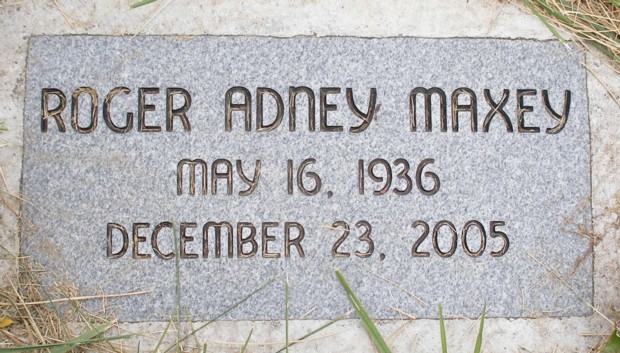 ROGER ADNEY MAXEY
MAY 16, 1936
DECEMBER 23, 2005